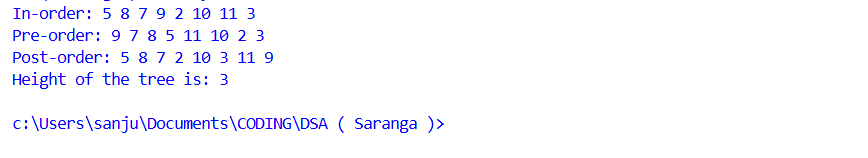 In-order: 5 8 7 9 2 10 11 3
Pre-order: 9 7 8 5 11 10 2 3
Post-order: 5 8 7 2 10 3 11 9
Height of the tree is: 3
c:\Users\sanju\Documents\CODING\DSA ( Saranga )>